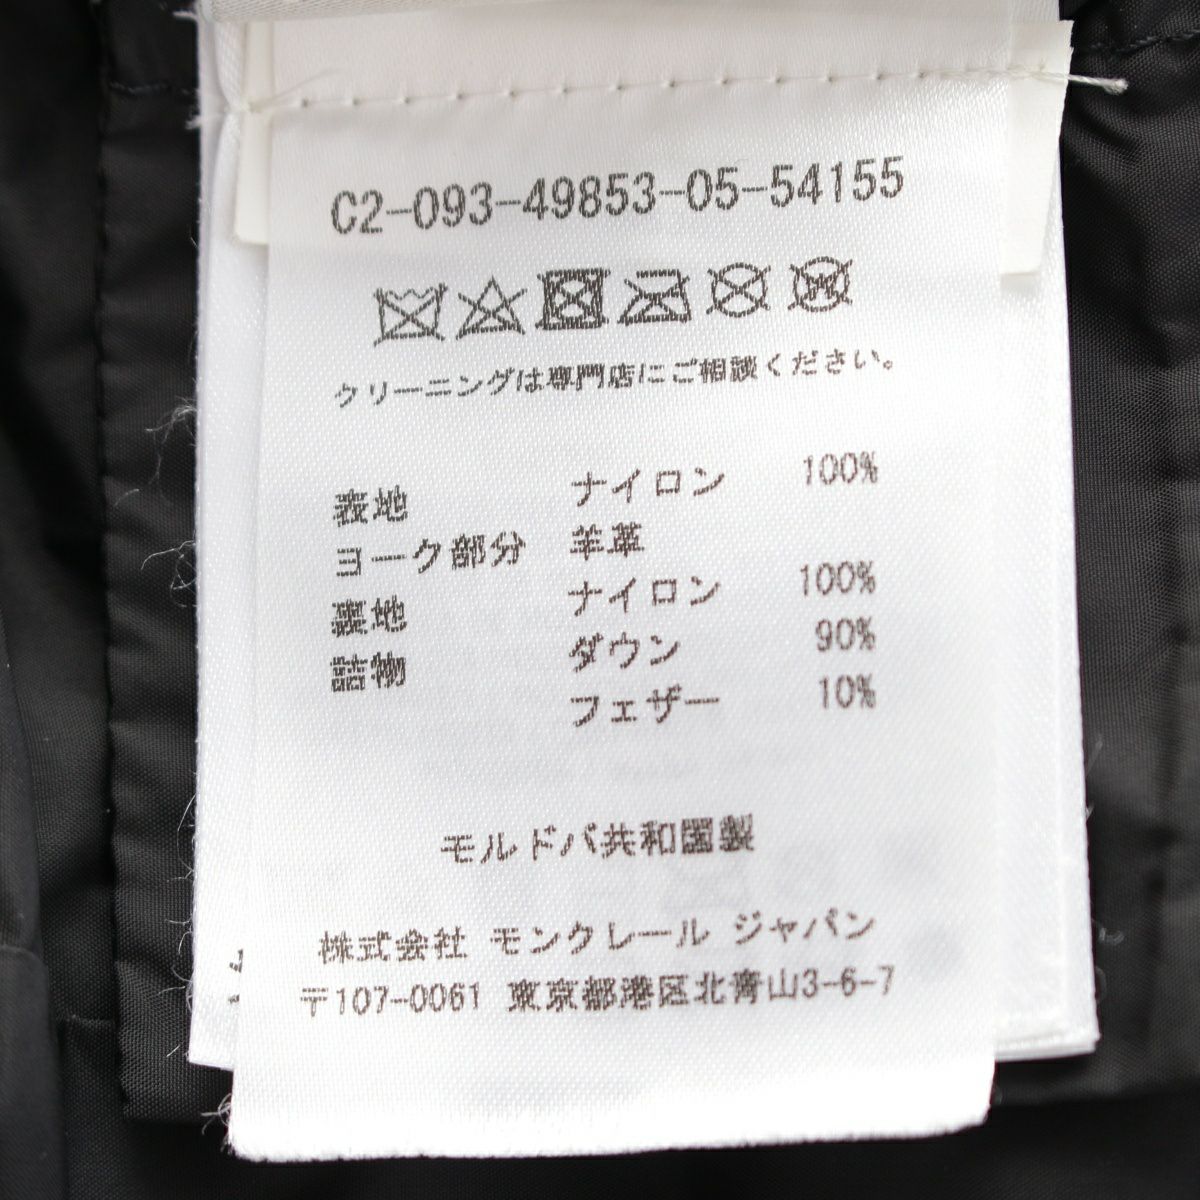 C2-093-49853-05-54155
クリーニングは専門店にご相談ください。
表地 ナイロン 100%
ヨーク部分 羊革
裏地 ナイロン 100%
詰物 ダウン 90%
フェザー 10%
モルドバ共和国製
株式会社 モンクレール ジャパン
〒107-0061 東京都港区北青山3-6-7